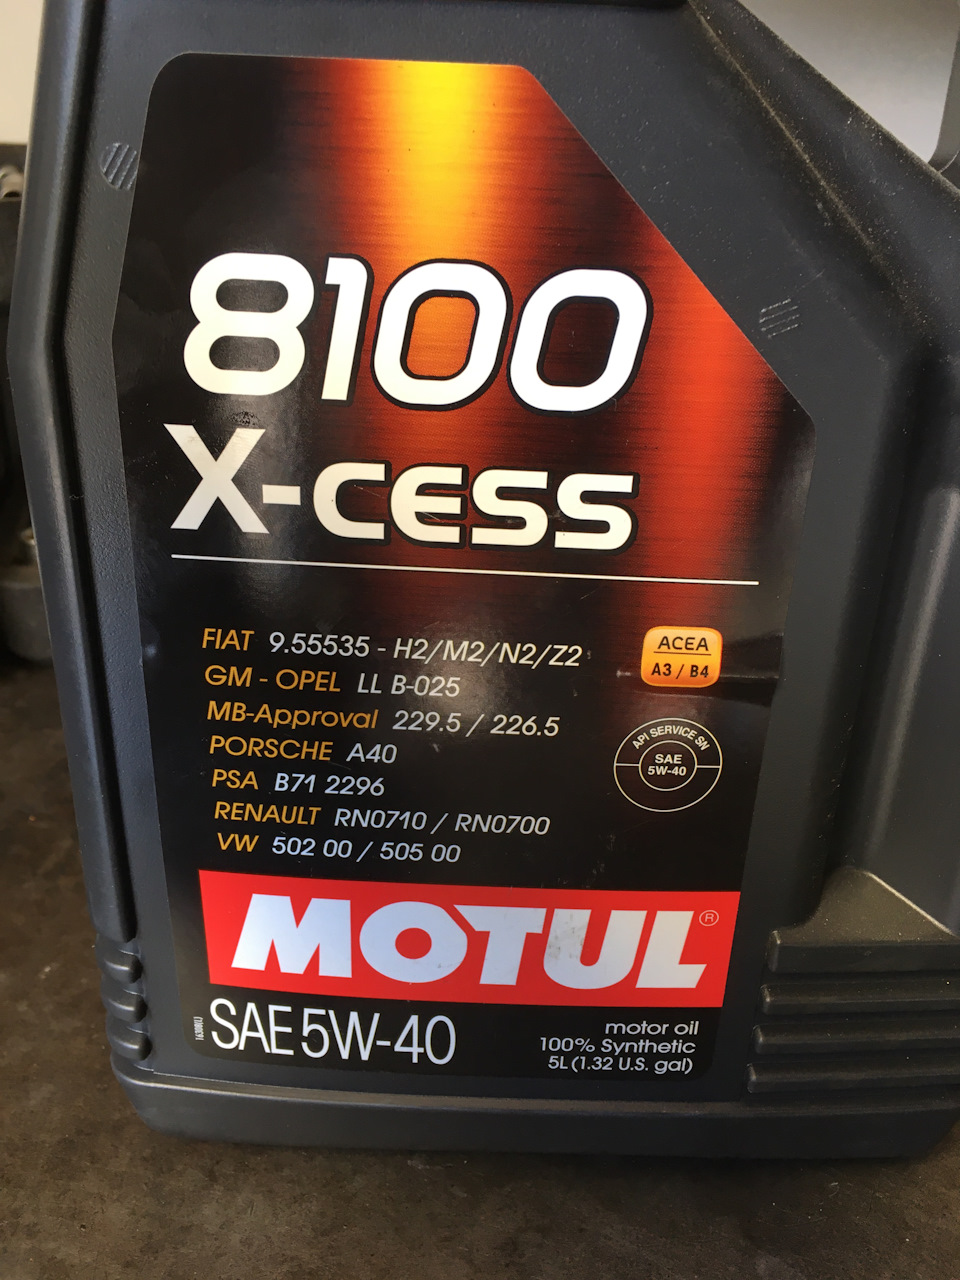 8100
X-CESS
FIAT 9.55535 - H2/M2/N2/Z2
GM - OPEL LL B-025
MB-Approval 229.5 / 226.5
PORSCHE A40
PSA B71 2296
RENAULT RN0710 / RN0700
VW 502 00 / 505 00
ACEA
A3 / B4
API SERVICE SN
SAE
5W-40
MOTUL®
SAE 5W-40
motor oil
100% Synthetic
5L (1.32 U.S. gal)